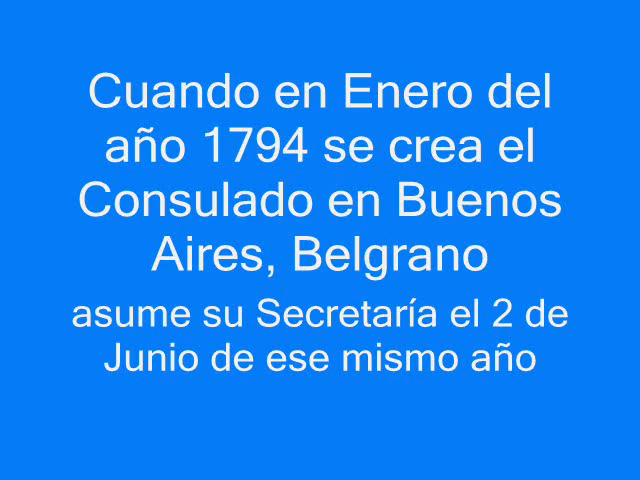 Cuando en Enero del
año 1794 se crea el
Consulado en Buenos
Aires, Belgrano
asume su Secretaría el 2 de
Junio de ese mismo año